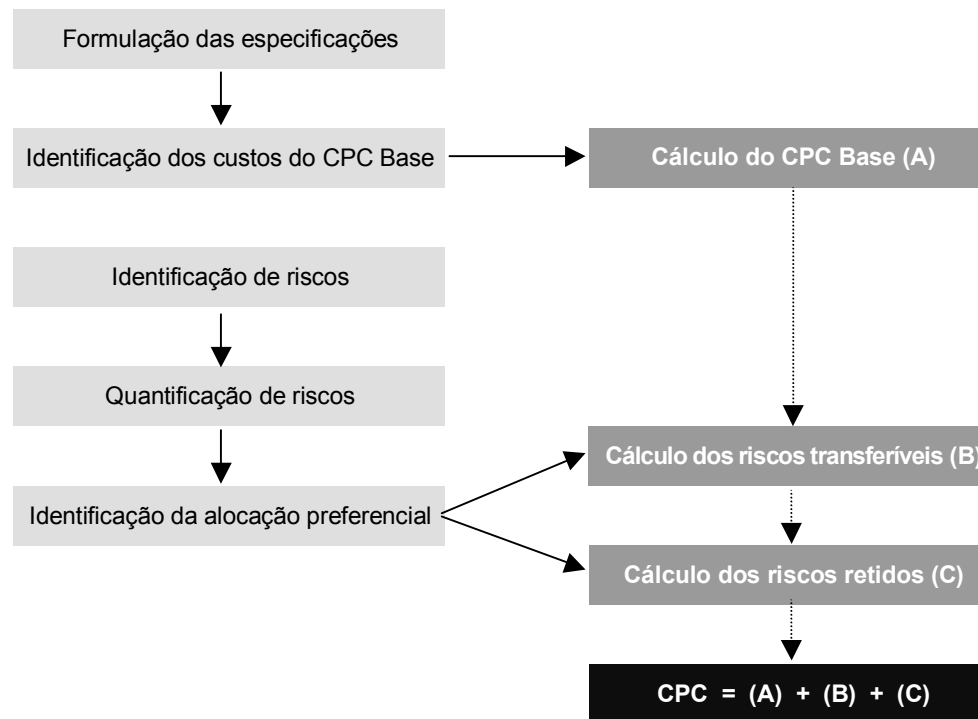 Formulação das especificações
Identificação dos custos do CPC Base
Cálculo do CPC Base (A)
Identificação de riscos
Quantificação de riscos
Identificação da alocação preferencial
Cálculo dos riscos transferíveis (B)
Cálculo dos riscos retidos (C)
CPC = (A) + (B) + (C)